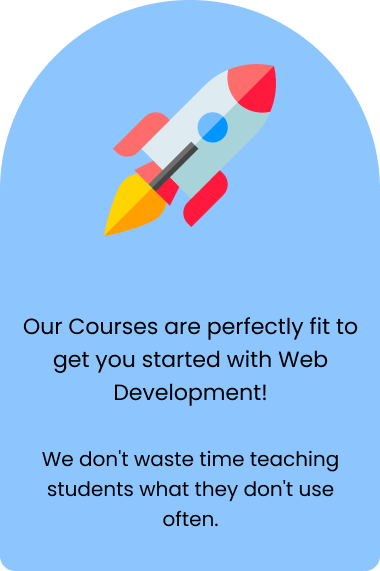 Our Courses are perfectly fit to
get you started with Web
Development!
We don't waste time teaching
students what they don't use
often.